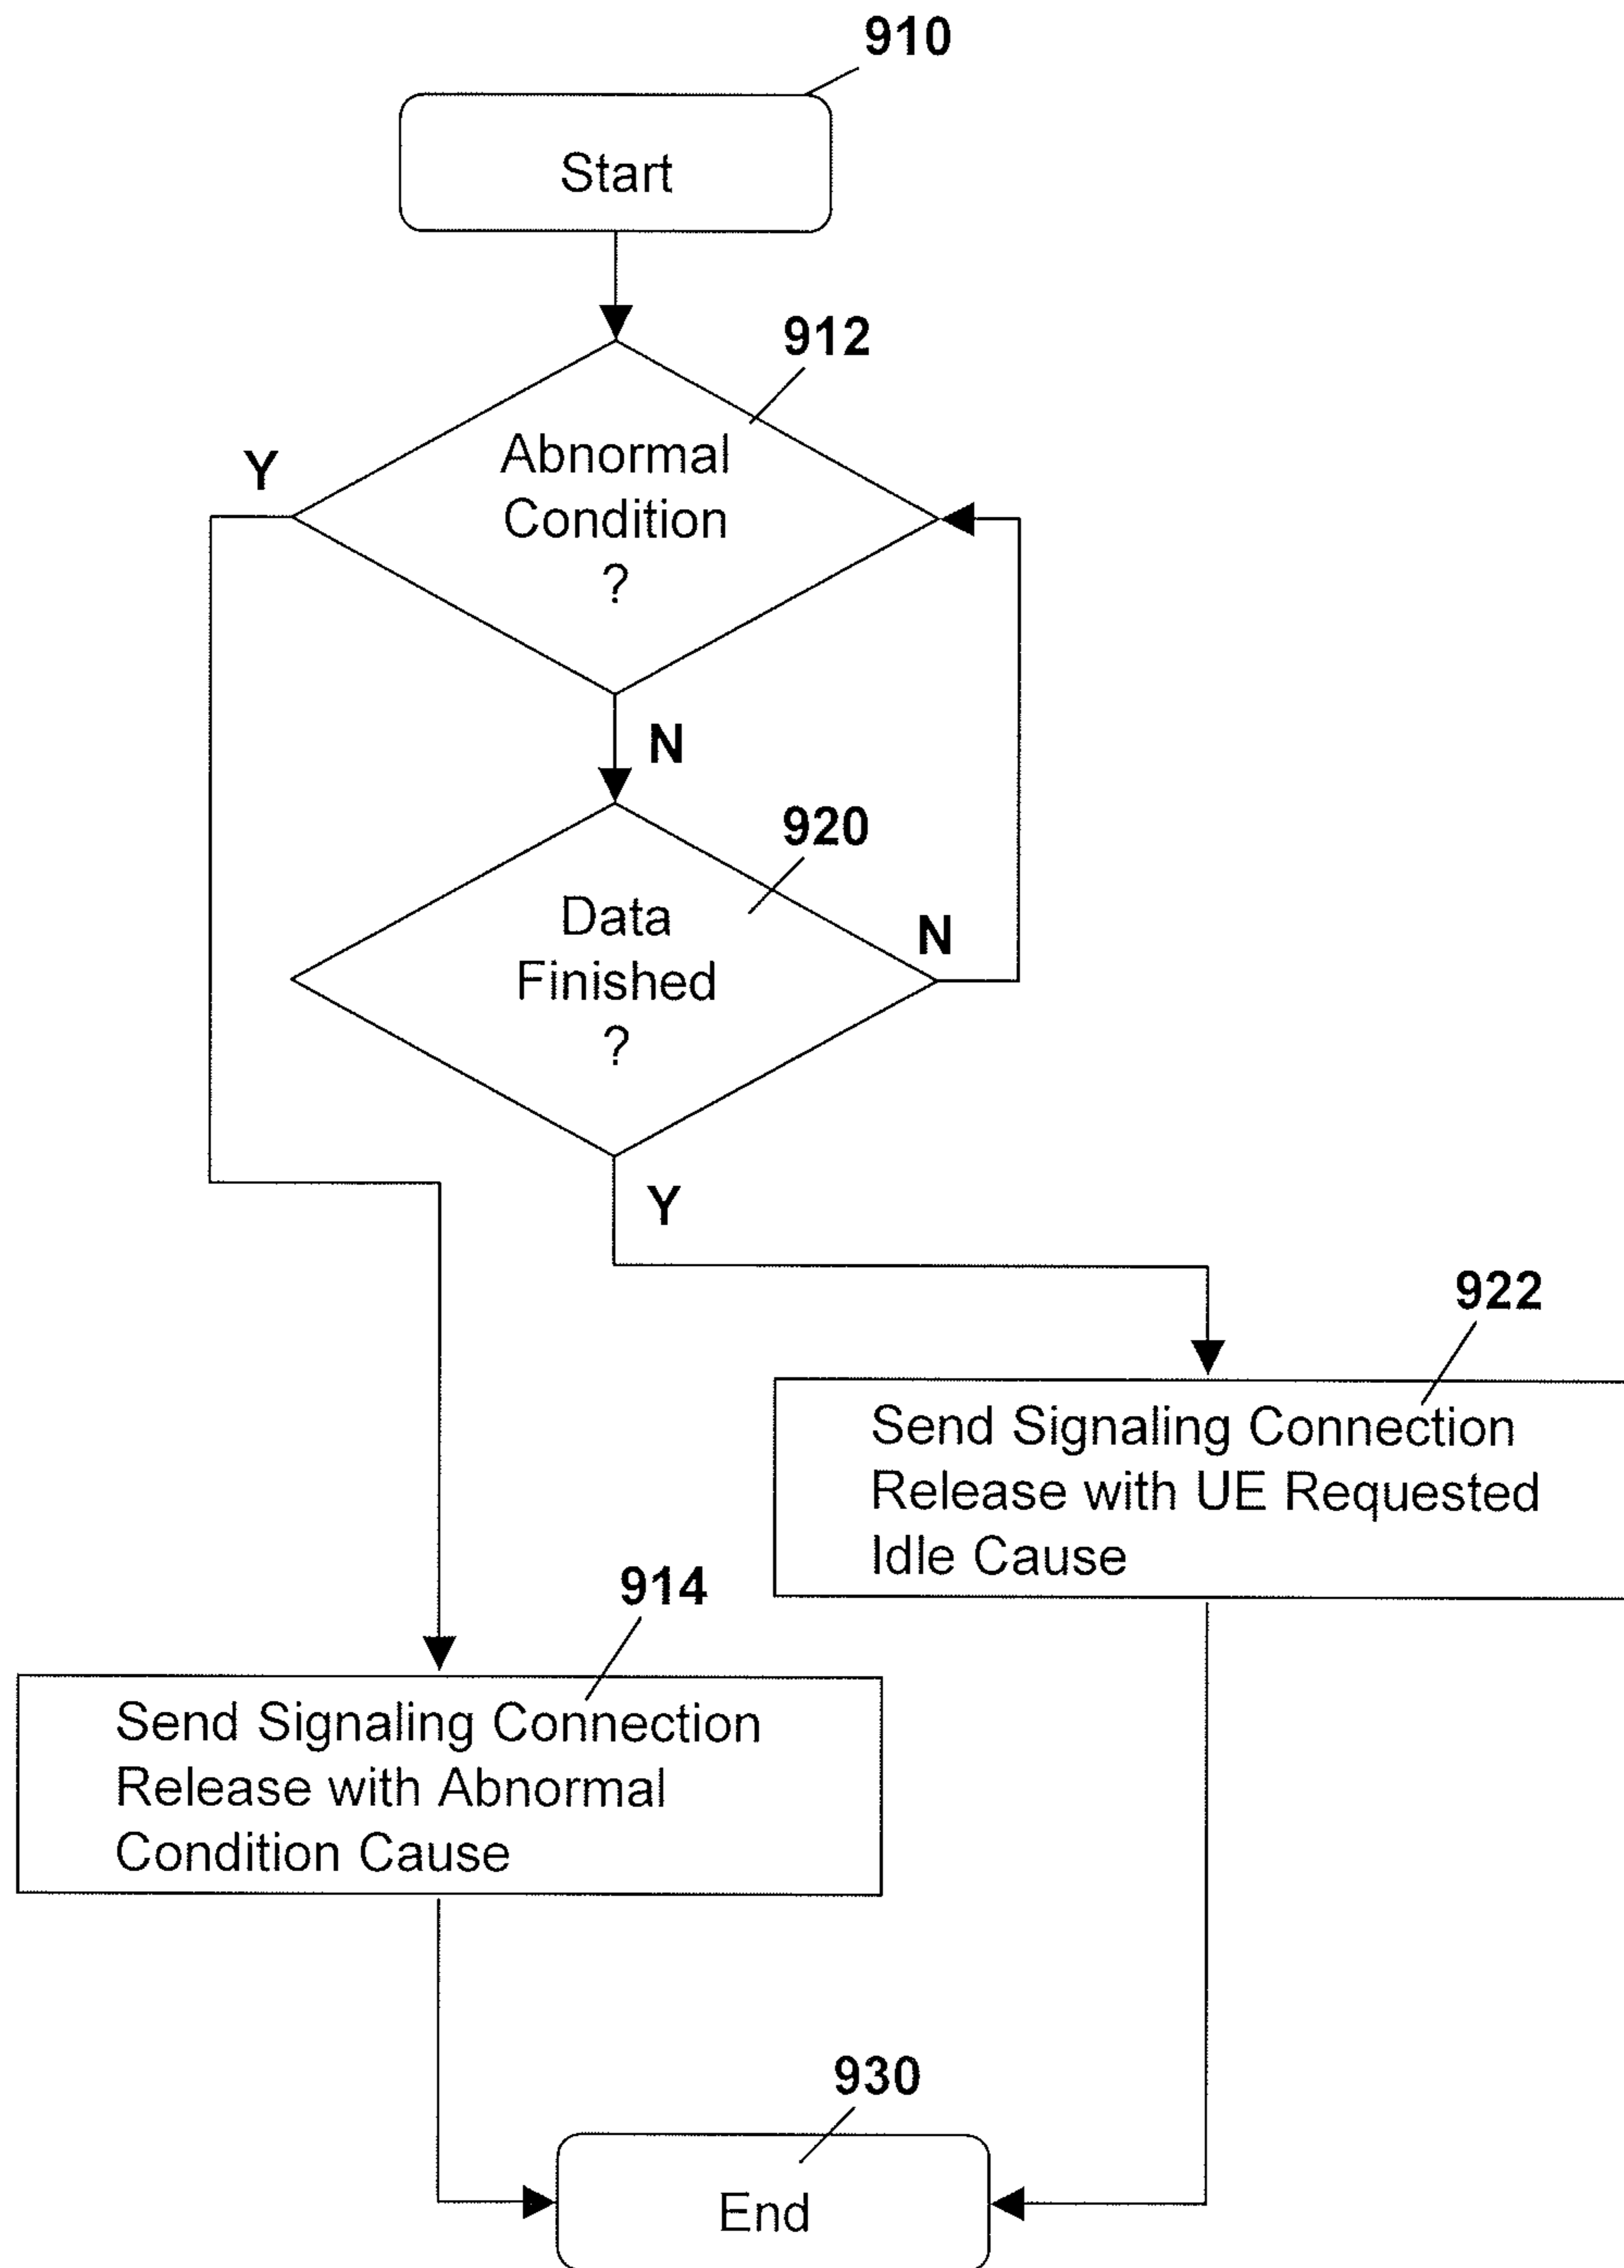 910
Start
912
Abnormal
Condition
?
Y
N
920
Data
Finished
?
N
Y
922
Send Signaling Connection
Release with UE Requested
Idle Cause
914
Send Signaling Connection
Release with Abnormal
Condition Cause
930
End